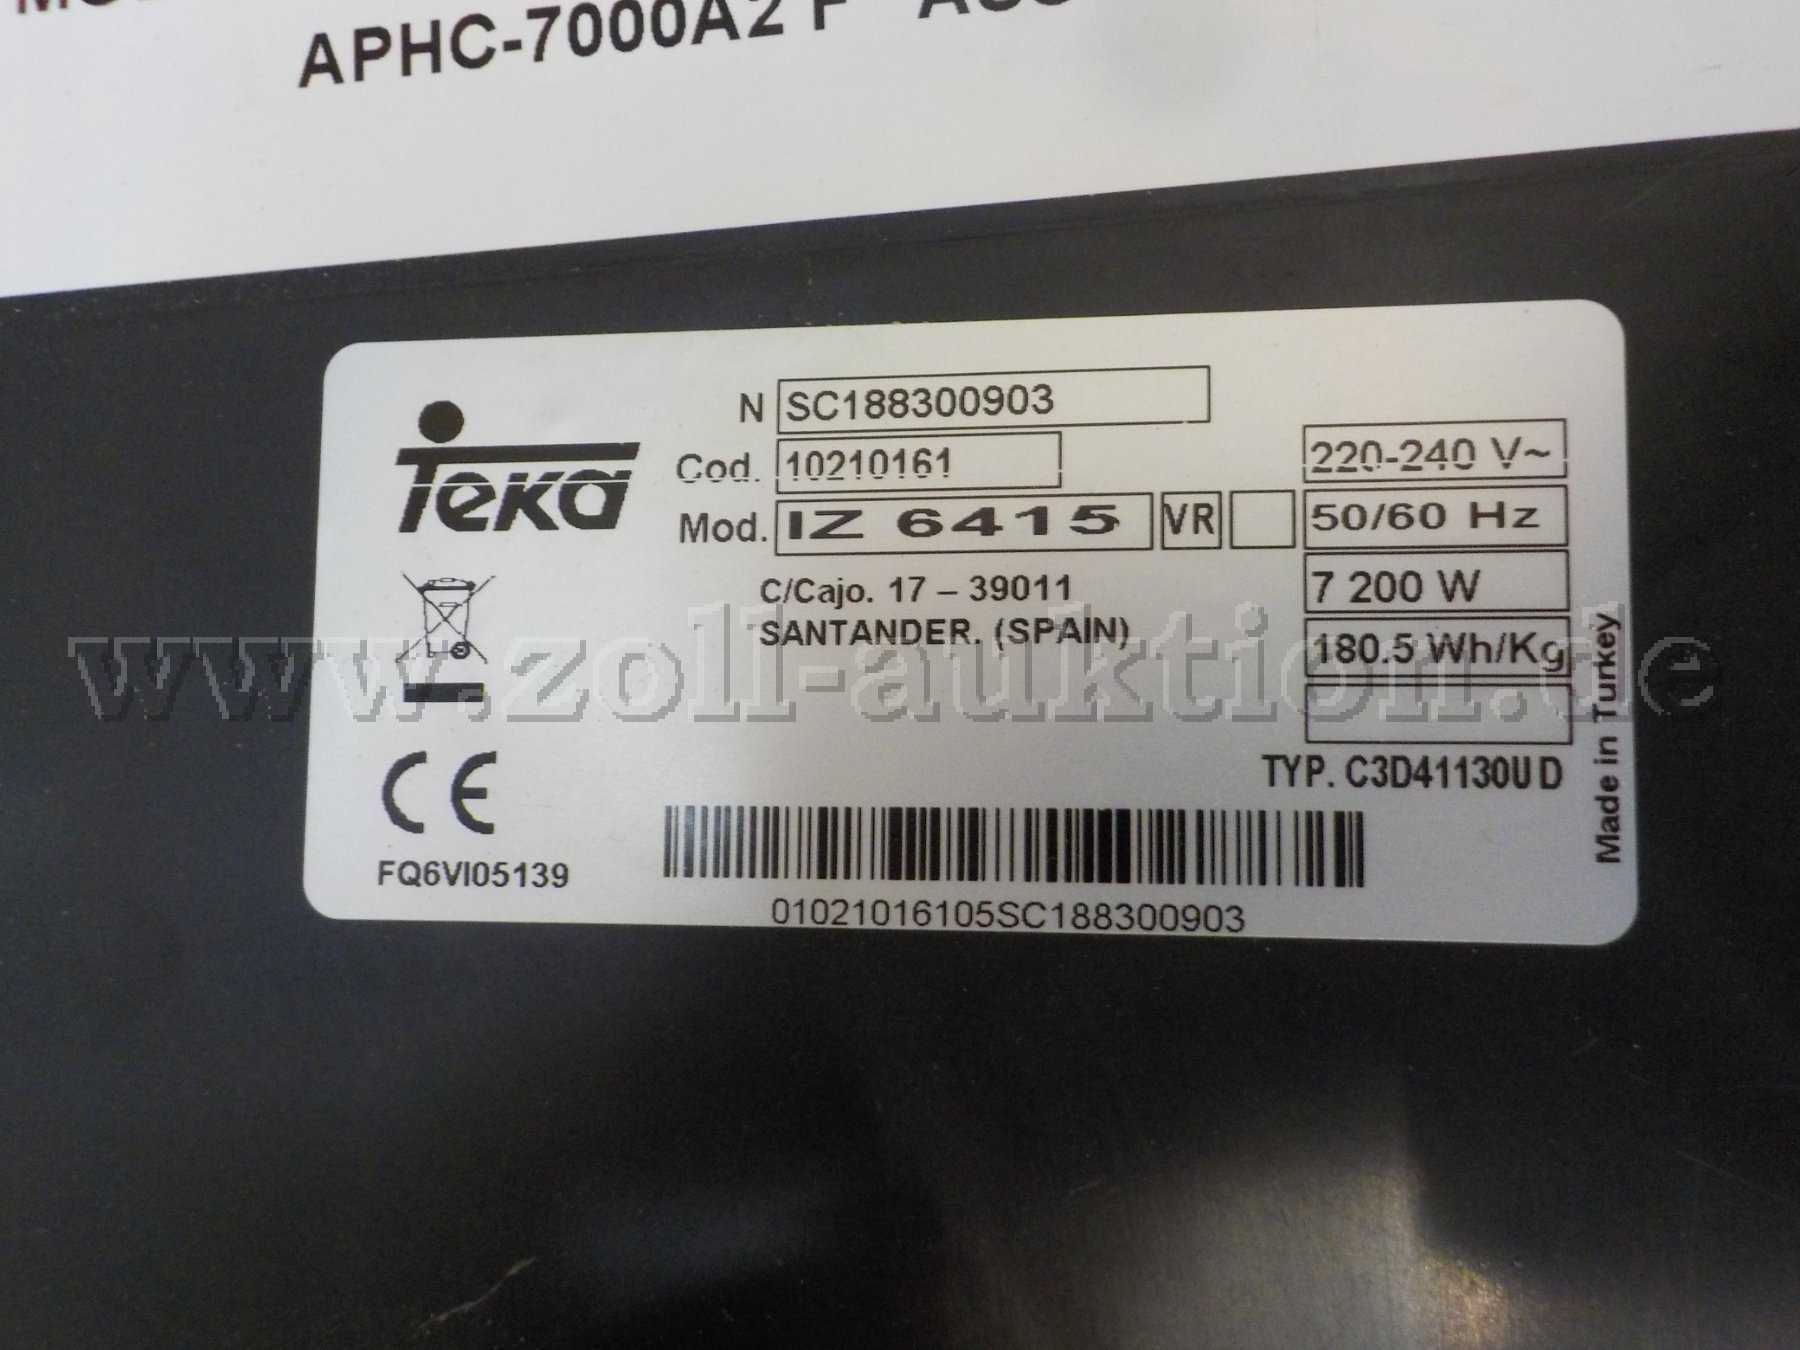 APHC-7000A2 F
Teka
N SC188300903
Cod. 10210161
Mod. IZ 6415 VR
220-240 V~
50/60 Hz
7 200 W
180.5 Wh/Kg
C/Cajo. 17 – 39011
SANTANDER. (SPAIN)
www.zoll-auktion.de
TYP. C3D41130UD
Made in Turkey
CE
FQ6VI05139
01021016105SC188300903